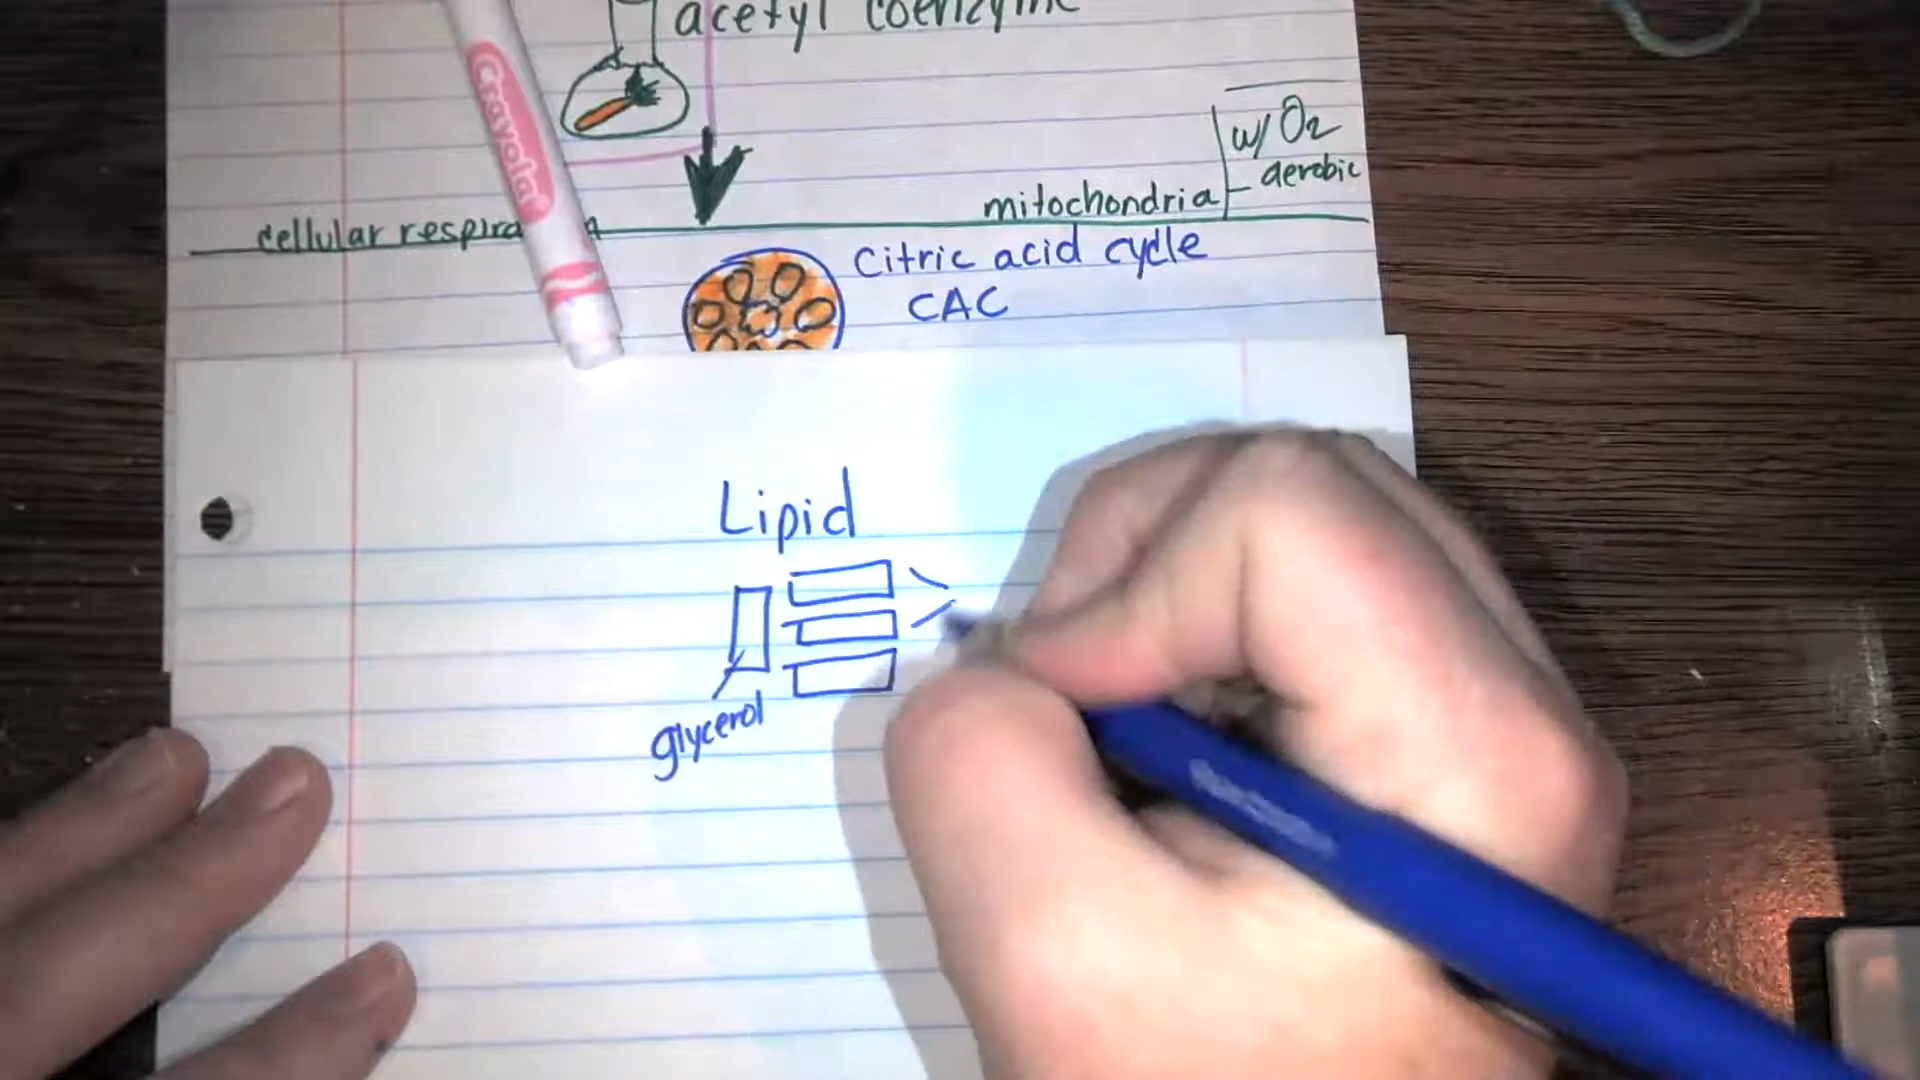 acetyl coenzyme
Crayola
w/ O2
aerobic
mitochondria
cellular respira
Citric acid cycle
CAC
Lipid
glycerol